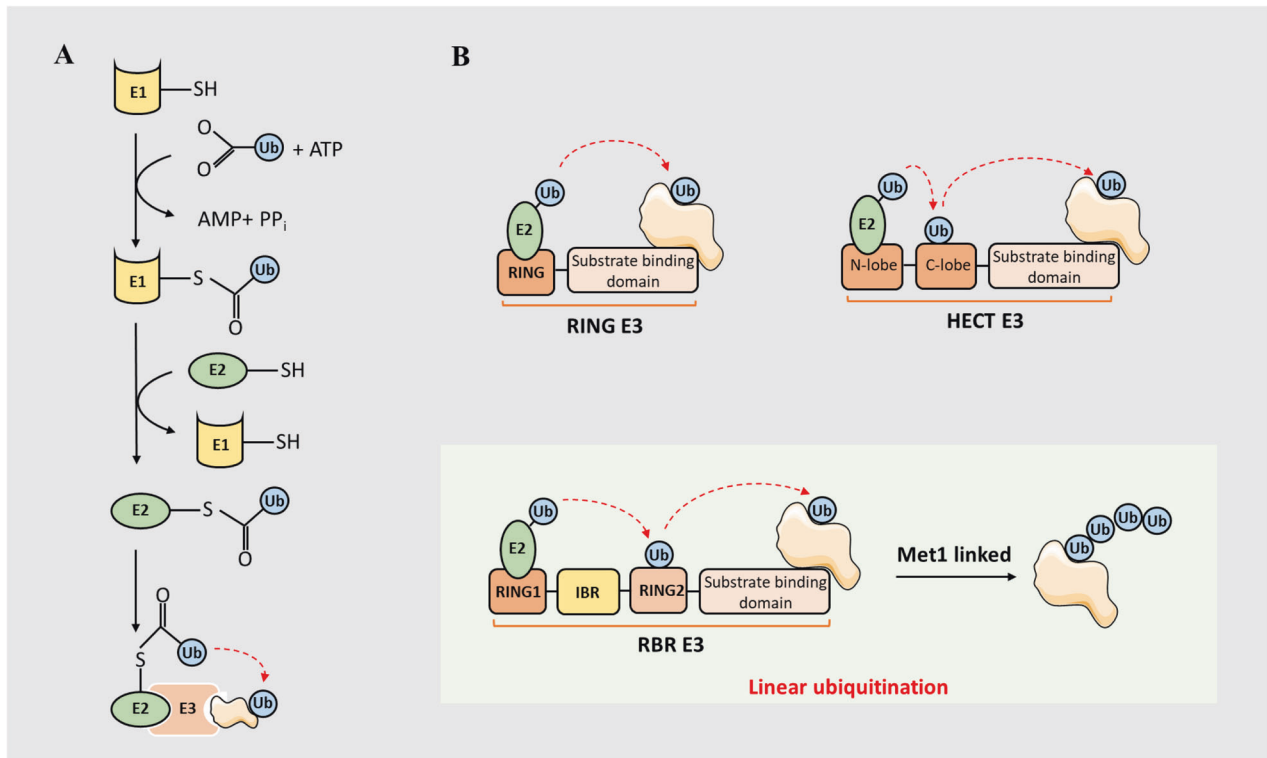 A
E1
SH
O
O
Ub
+ ATP
AMP+ PPi
E1
S
Ub
O
E2
SH
E1
SH
E2
S
Ub
O
O
S
Ub
E2
E3
Ub
B
Ub
Ub
E2
RING
Substrate binding
domain
RING E3
Ub
Ub
E2
Ub
N-lobe
C-lobe
Substrate binding
domain
HECT E3
Ub
Ub
E2
Ub
RING1
IBR
RING2
Substrate binding
domain
RBR E3
Met1 linked
Ub
Ub
Ub
Ub
Linear ubiquitination